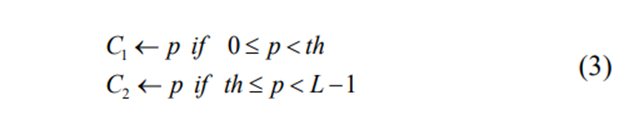 C₁ ← p if 0 ≤ p < th
C₂ ← p if th ≤ p < L − 1
(3)